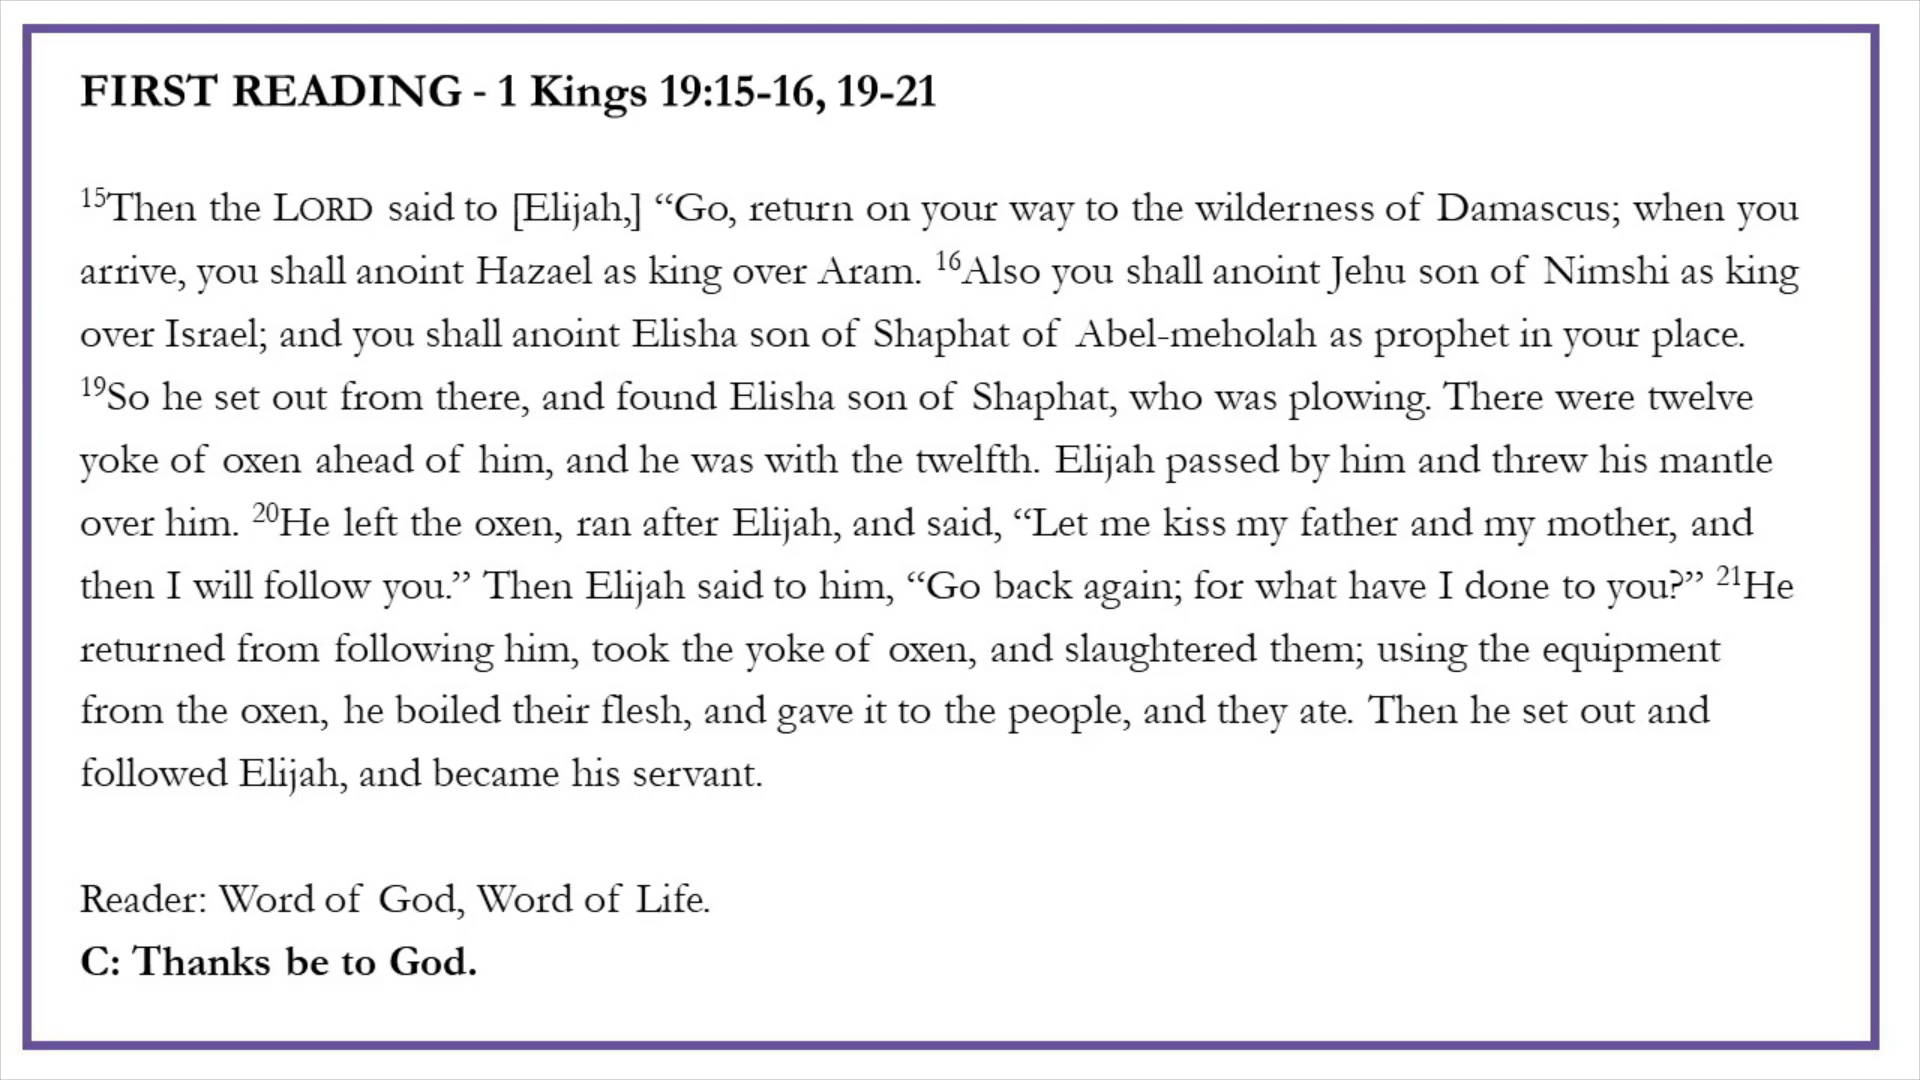 FIRST READING - 1 Kings 19:15-16, 19-21
15Then the LORD said to [Elijah,] “Go, return on your way to the wilderness of Damascus; when you
arrive, you shall anoint Hazael as king over Aram. 16Also you shall anoint Jehu son of Nimshi as king
over Israel; and you shall anoint Elisha son of Shaphat of Abel-meholah as prophet in your place.
19So he set out from there, and found Elisha son of Shaphat, who was plowing. There were twelve
yoke of oxen ahead of him, and he was with the twelfth. Elijah passed by him and threw his mantle
over him. 20He left the oxen, ran after Elijah, and said, “Let me kiss my father and my mother, and
then I will follow you.” Then Elijah said to him, “Go back again; for what have I done to you?” 21He
returned from following him, took the yoke of oxen, and slaughtered them; using the equipment
from the oxen, he boiled their flesh, and gave it to the people, and they ate. Then he set out and
followed Elijah, and became his servant.
Reader: Word of God, Word of Life.
C: Thanks be to God.